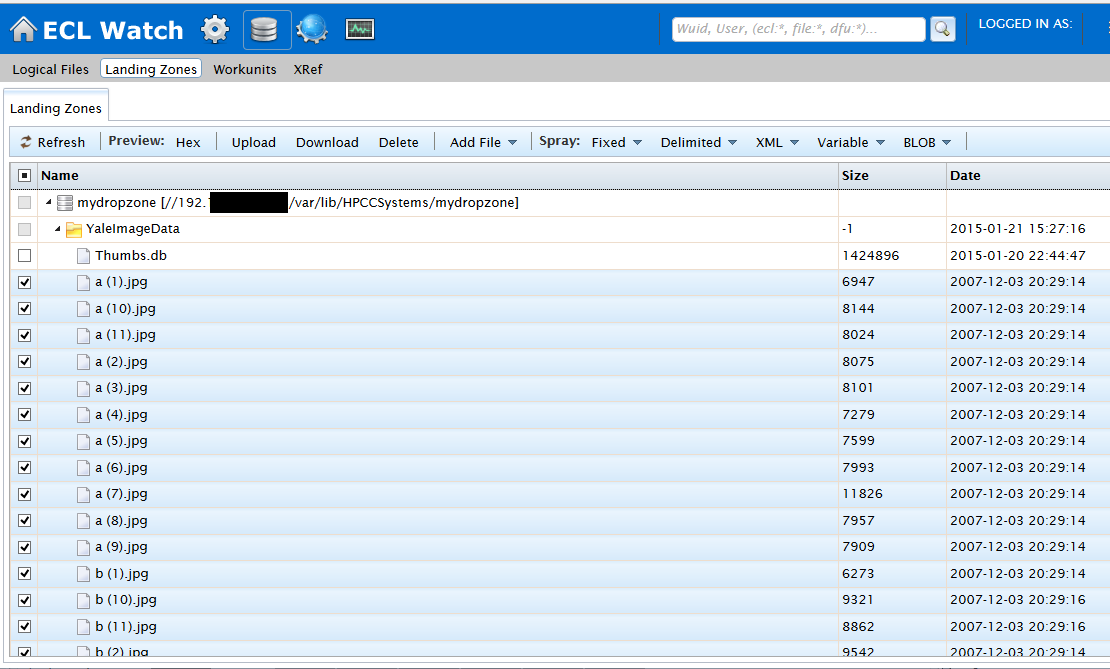 ECL Watch Wuid, User, (ecl:*, file:*, dfu:*)... LOGGED IN AS:
Logical Files Landing Zones Workunits XRef
Landing Zones
Refresh Preview: Hex Upload Download Delete Add File Spray: Fixed Delimited XML Variable BLOB
Name Size Date
mydropzone [//192. /var/lib/HPCCSystems/mydropzone]
YaleImageData -1 2015-01-21 15:27:16
Thumbs.db 1424896 2015-01-20 22:44:47
a (1).jpg 6947 2007-12-03 20:29:14
a (10).jpg 8144 2007-12-03 20:29:14
a (11).jpg 8024 2007-12-03 20:29:14
a (2).jpg 8075 2007-12-03 20:29:14
a (3).jpg 8101 2007-12-03 20:29:14
a (4).jpg 7279 2007-12-03 20:29:14
a (5).jpg 7599 2007-12-03 20:29:14
a (6).jpg 7993 2007-12-03 20:29:14
a (7).jpg 11826 2007-12-03 20:29:14
a (8).jpg 7957 2007-12-03 20:29:14
a (9).jpg 7909 2007-12-03 20:29:14
b (1).jpg 6273 2007-12-03 20:29:14
b (10).jpg 9321 2007-12-03 20:29:16
b (11).jpg 8862 2007-12-03 20:29:16
b (2).jpg 9542 2007-12-03 20:29:14